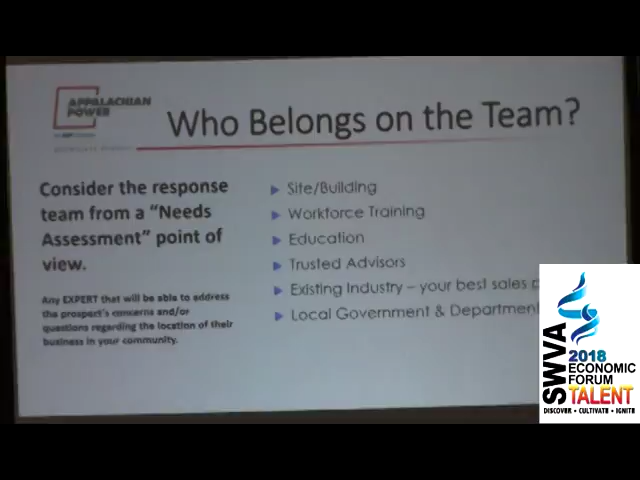 APPALACHIAN
POWER
Who Belongs on the Team?
Consider the response
team from a “Needs
Assessment” point of
view.
Any EXPERT that will be able to address
the prospect's concerns and/or
questions regarding the location of their
business in your community.
Site/Building
Workforce Training
Education
Trusted Advisors
Existing Industry – your best sales
Local Government & Department
SWVA
2018
ECONOMIC
FORUM
TALENT
DISCOVER • CULTIVATE • IGNITE